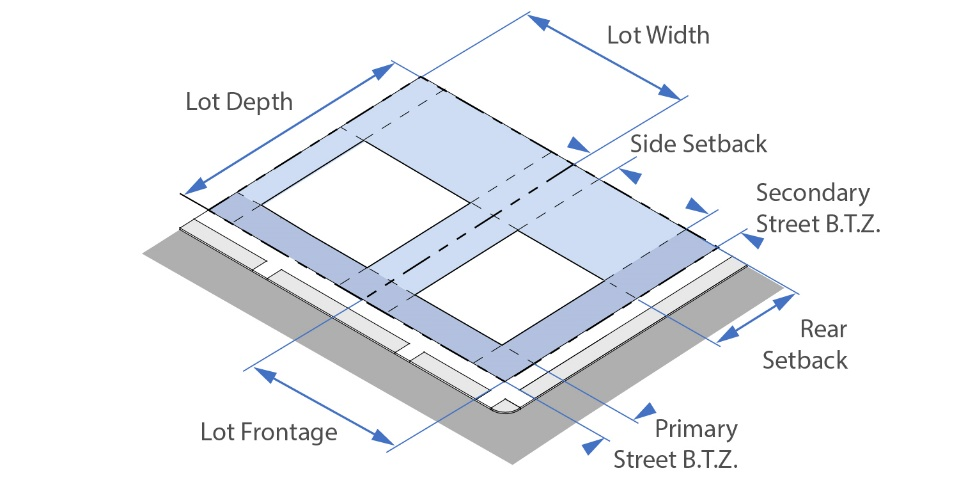 Lot Width
Lot Depth
Side Setback
Secondary
Street B.T.Z.
Rear
Setback
Lot Frontage
Primary
Street B.T.Z.